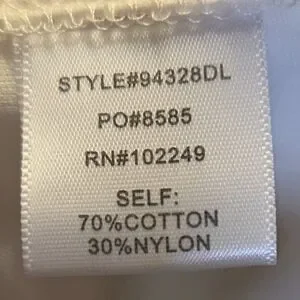 STYLE#94328DL
PO#8585
RN#102249
SELF:
70%COTTON
30%NYLON